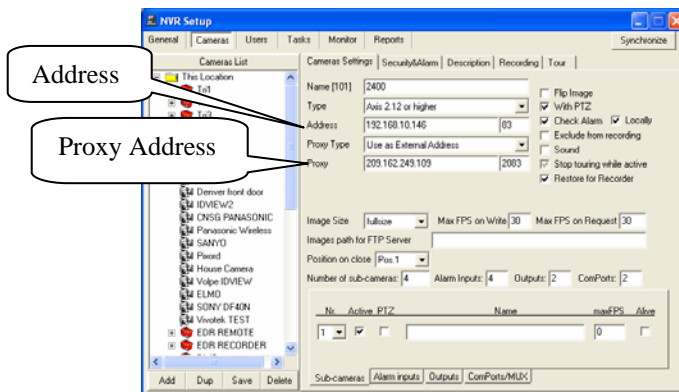 NVR Setup
General Cameras Users Tasks Monitor Reports Synchronize
Cameras List
This Location
Tri1
Denver front door
IDVIEW2
CNSG PANASONIC
Panasonic Wireless
SANYO
Pixord
House Camera
Volpe IDVIEW
ELMO
SONY DF40N
Vivotek TEST
EDR REMOTE
EDR RECORDER
Add Dup Save Delete
Address
Proxy Address
Cameras Settings Security&Alarm Description Recording Tour
Name [101] 2400
Type Axis 2.12 or higher
Address 192.168.10.146 83
Proxy Type Use as External Address
Proxy 209.162.249.109 2083
Flip Image
With PTZ
Check Alarm Locally
Exclude from recording
Sound
Stop touring while active
Restore for Recorder
Image Size fullsize Max FPS on Write 30 Max FPS on Request 30
Images path for FTP Server
Position on close Pos.1
Number of sub-cameras: 4 Alarm Inputs: 4 Outputs: 2 ComPorts: 2
Nr. Active PTZ Name maxFPS Alive
1 0
Sub-cameras Alarm inputs Outputs ComPorts/MUX